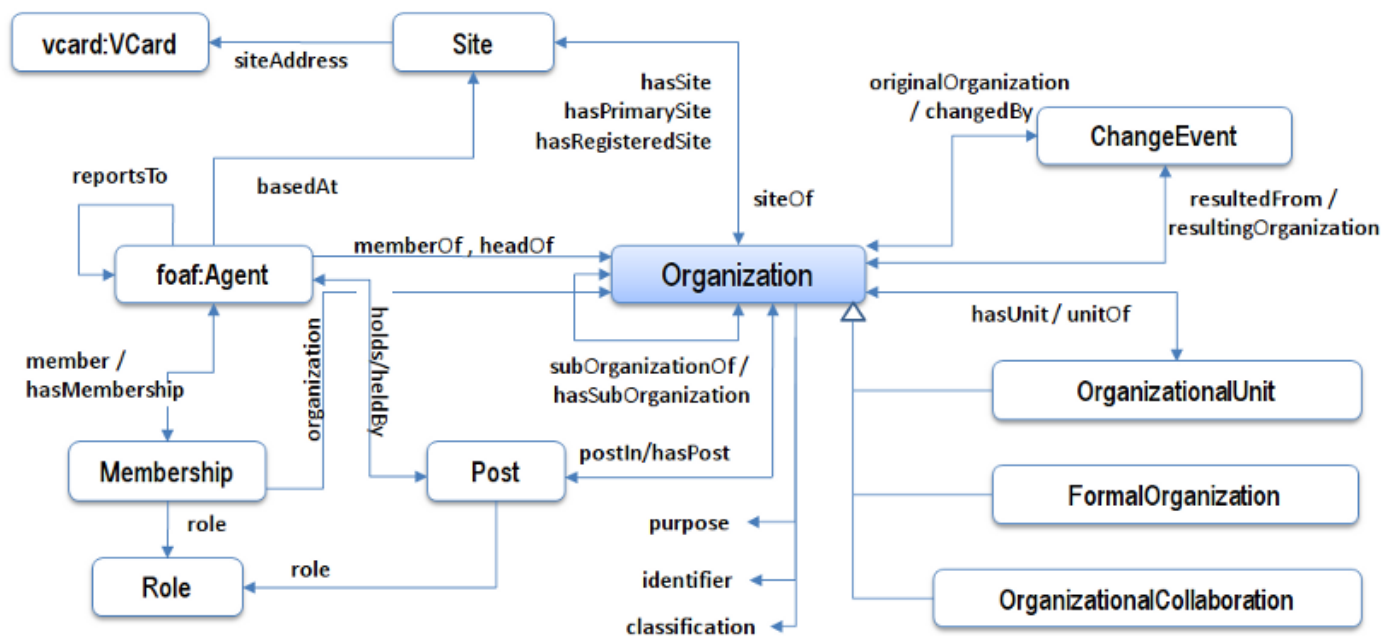 vcard:VCard
Site
siteAddress
hasSite
hasPrimarySite
hasRegisteredSite
originalOrganization
/ changedBy
ChangeEvent
reportsTo
basedAt
siteOf
resultedFrom /
resultingOrganization
memberOf , headOf
foaf:Agent
Organization
hasUnit / unitOf
member /
hasMembership
organization
holds/heldBy
subOrganizationOf /
hasSubOrganization
OrganizationalUnit
Membership
Post
postIn/hasPost
FormalOrganization
purpose
role
Role
role
identifier
OrganizationalCollaboration
classification